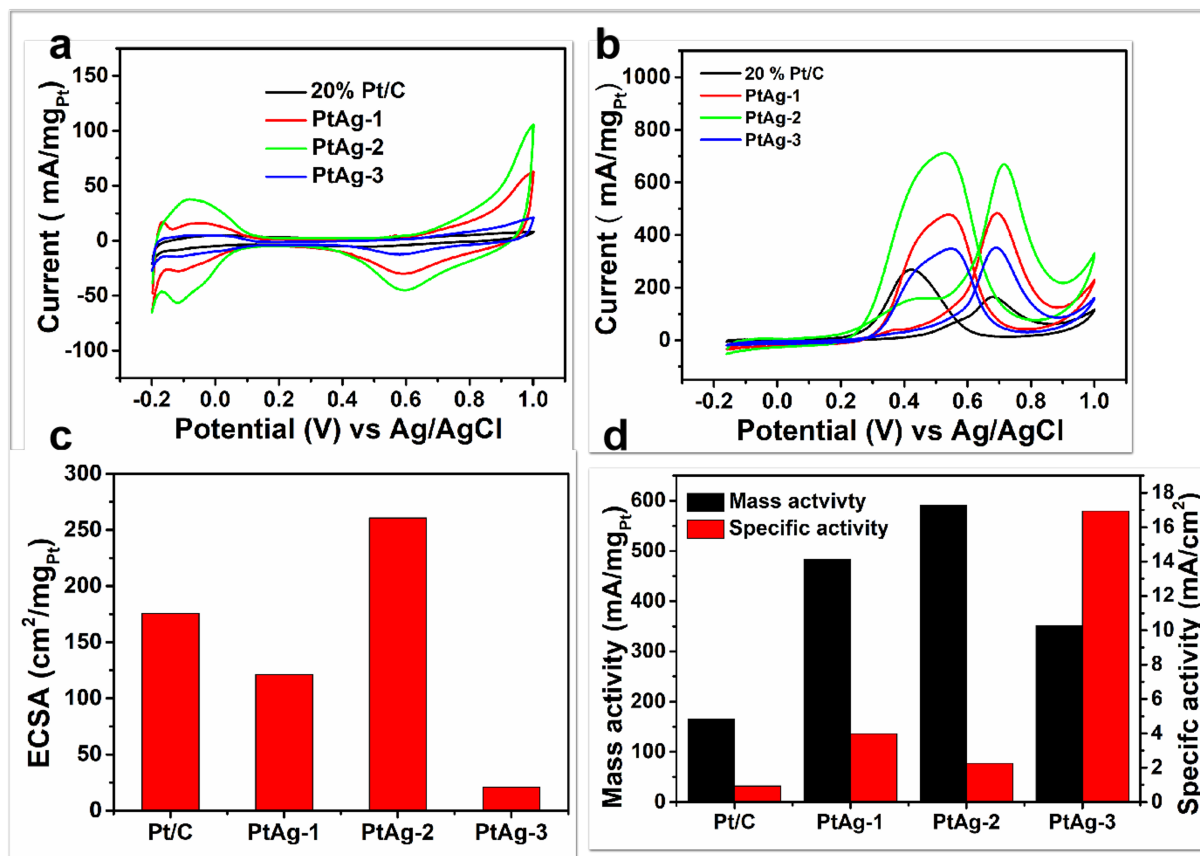 a
Current ( mA/mgPt)
150
100
50
0
-50
-100
20% Pt/C
PtAg-1
PtAg-2
PtAg-3
-0.2 0.0 0.2 0.4 0.6 0.8 1.0
Potential (V) vs Ag/AgCl
b
Current ( mA/mgPt)
1000
800
600
400
200
0
20 % Pt/C
PtAg-1
PtAg-2
PtAg-3
-0.2 0.0 0.2 0.4 0.6 0.8 1.0
Potential (V) vs Ag/AgCl
c
ECSA (cm²/mgPt)
300
250
200
150
100
50
0
Pt/C PtAg-1 PtAg-2 PtAg-3
d
Mass activity (mA/mgPt)
600
500
400
300
200
100
0
Mass actvivty
Specific activity
18
16
14
12
10
8
6
4
2
0
Specifc activity (mA/cm²)
Pt/C PtAg-1 PtAg-2 PtAg-3